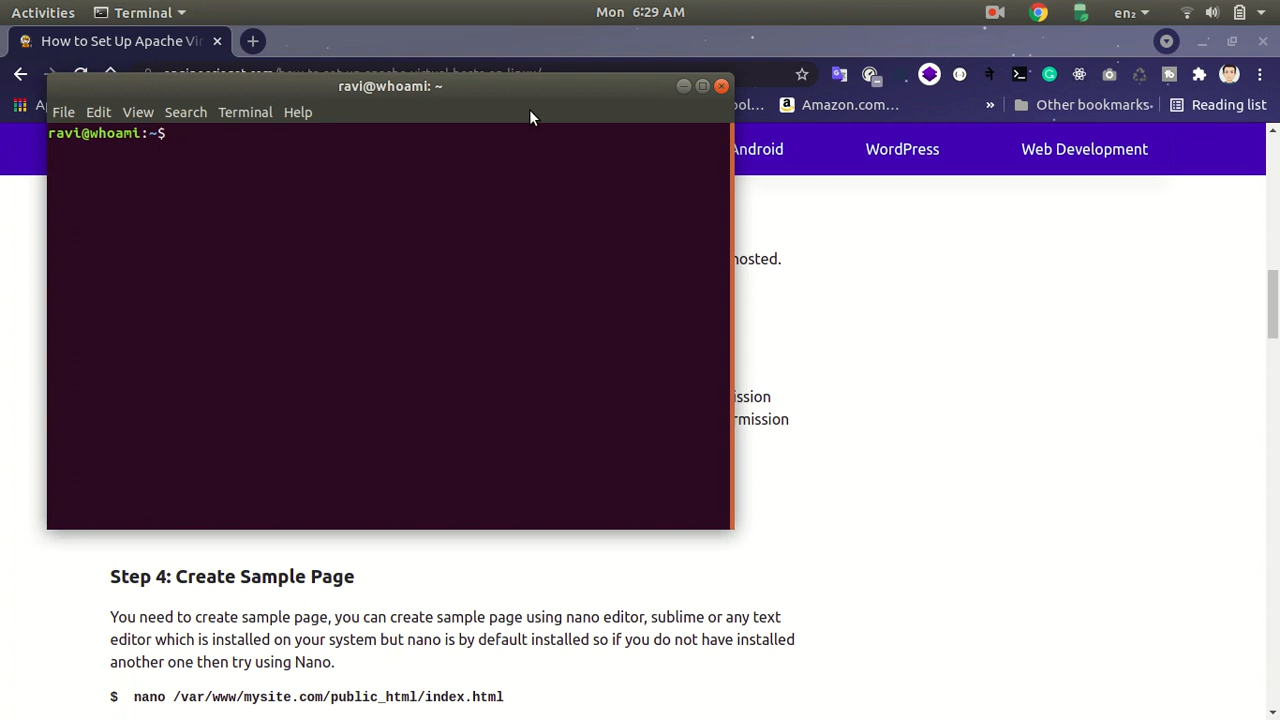 Activities Terminal Mon 6:29 AM en₂
How to Set Up Apache Vir
ravi@whoami: ~
tool... Amazon.com... » Other bookmarks Reading list
File Edit View Search Terminal Help
ravi@whoami:~$
Android WordPress Web Development
hosted.
ission
rmission
Step 4: Create Sample Page
You need to create sample page, you can create sample page using nano editor, sublime or any text
editor which is installed on your system but nano is by default installed so if you do not have installed
another one then try using Nano.
$ nano /var/www/mysite.com/public_html/index.html